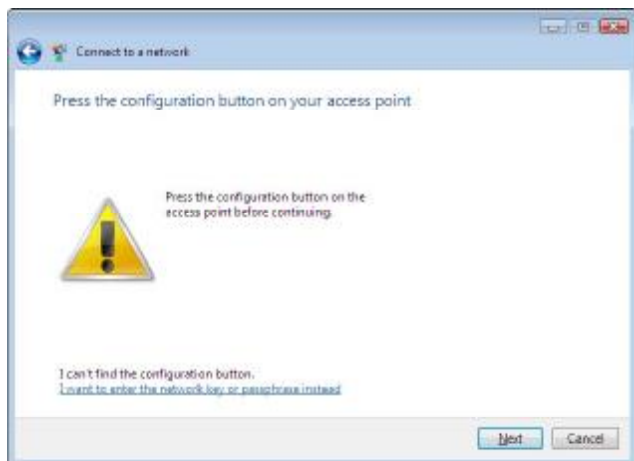 Connect to a network
Press the configuration button on your access point
Press the configuration button on the
access point before continuing.
I can't find the configuration button.
I want to enter the network key or passphrase instead
Next
Cancel